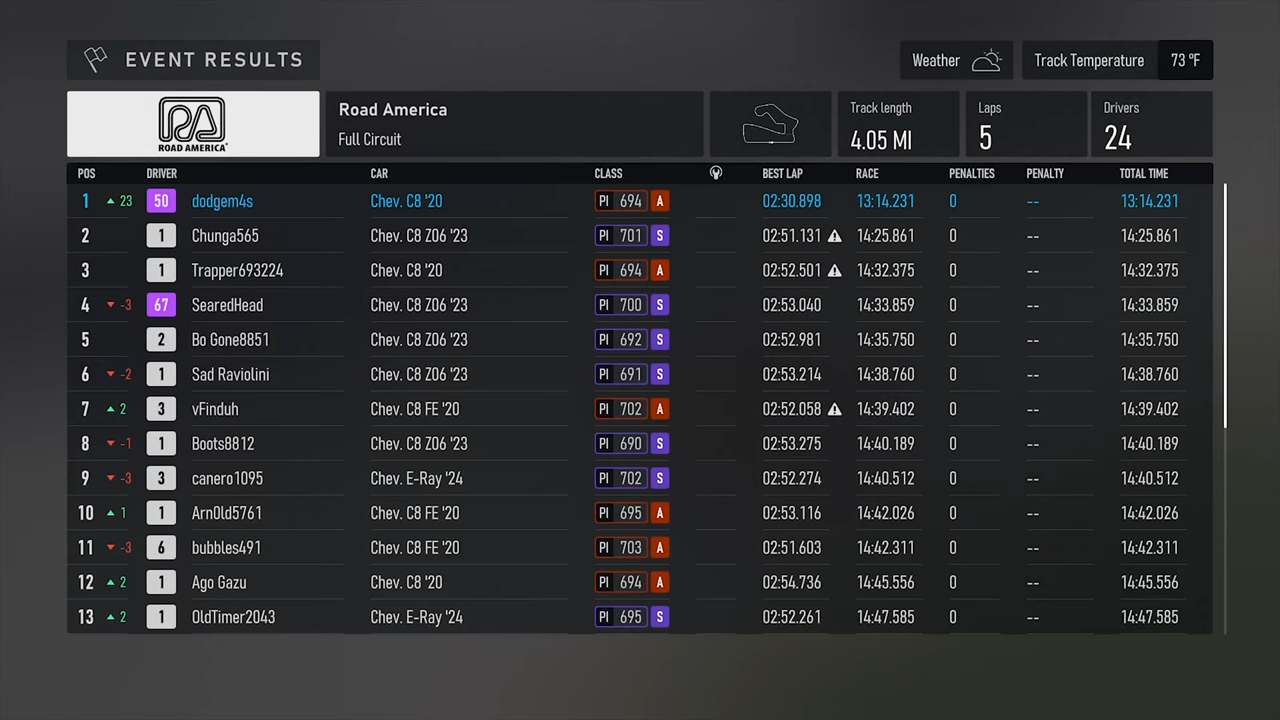 EVENT RESULTS
Weather
Track Temperature 73 °F
RA
ROAD AMERICA®
Road America
Full Circuit
Track length
4.05 MI
Laps
5
Drivers
24
POS DRIVER CAR CLASS BEST LAP RACE PENALTIES PENALTY TOTAL TIME
1 23 50 dodgem4s Chev. C8 '20 PI 694 A 02:30.898 13:14.231 0 -- 13:14.231
2 1 Chunga565 Chev. C8 Z06 '23 PI 701 S 02:51.131 14:25.861 0 -- 14:25.861
3 1 Trapper693224 Chev. C8 '20 PI 694 A 02:52.501 14:32.375 0 -- 14:32.375
4 -3 67 SearedHead Chev. C8 Z06 '23 PI 700 S 02:53.040 14:33.859 0 -- 14:33.859
5 2 Bo Gone8851 Chev. C8 Z06 '23 PI 692 S 02:52.981 14:35.750 0 -- 14:35.750
6 -2 1 Sad Raviolini Chev. C8 Z06 '23 PI 691 S 02:53.214 14:38.760 0 -- 14:38.760
7 2 3 vFinduh Chev. C8 FE '20 PI 702 A 02:52.058 14:39.402 0 -- 14:39.402
8 -1 1 Boots8812 Chev. C8 Z06 '23 PI 690 S 02:53.275 14:40.189 0 -- 14:40.189
9 -3 3 canero1095 Chev. E-Ray '24 PI 702 S 02:52.274 14:40.512 0 -- 14:40.512
10 1 1 Arn0ld5761 Chev. C8 FE '20 PI 695 A 02:53.116 14:42.026 0 -- 14:42.026
11 -3 6 bubbles491 Chev. C8 FE '20 PI 703 A 02:51.603 14:42.311 0 -- 14:42.311
12 2 1 Ago Gazu Chev. C8 '20 PI 694 A 02:54.736 14:45.556 0 -- 14:45.556
13 2 1 OldTimer2043 Chev. E-Ray '24 PI 695 S 02:52.261 14:47.585 0 -- 14:47.585